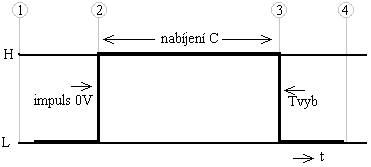 1 2 3 4
nabíjení C
H
impuls 0V Tvyb
L
t